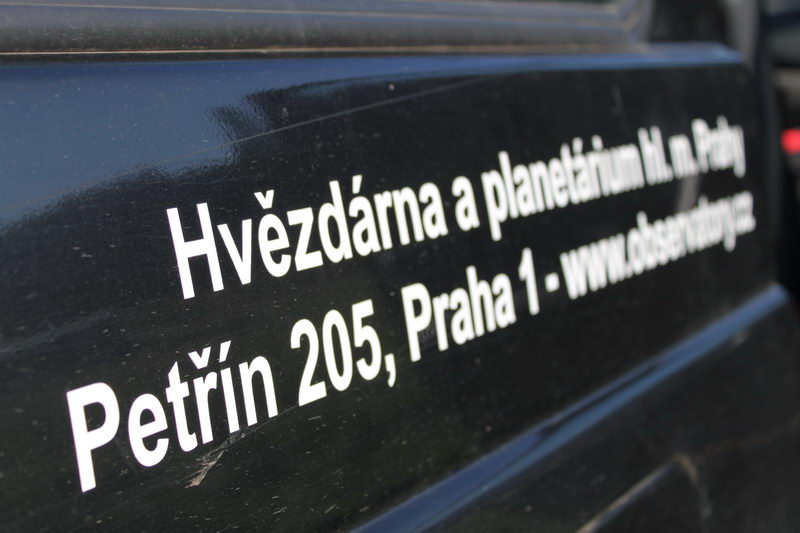 Hvězdárna a planetárium hl. m. Prahy
Petřín 205, Praha 1 - www.observatory.cz